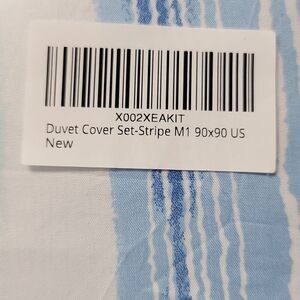 X002XEAKIT
Duvet Cover Set-Stripe M1 90x90 US
New